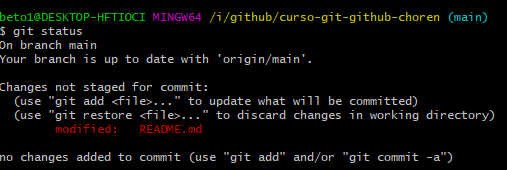 beto1@DESKTOP-HFTIOCI MINGW64 /i/github/curso-git-github-choren (main)
$ git status
On branch main
Your branch is up to date with 'origin/main'.
Changes not staged for commit:
  (use "git add <file>..." to update what will be committed)
  (use "git restore <file>..." to discard changes in working directory)
        modified:   README.md
no changes added to commit (use "git add" and/or "git commit -a")